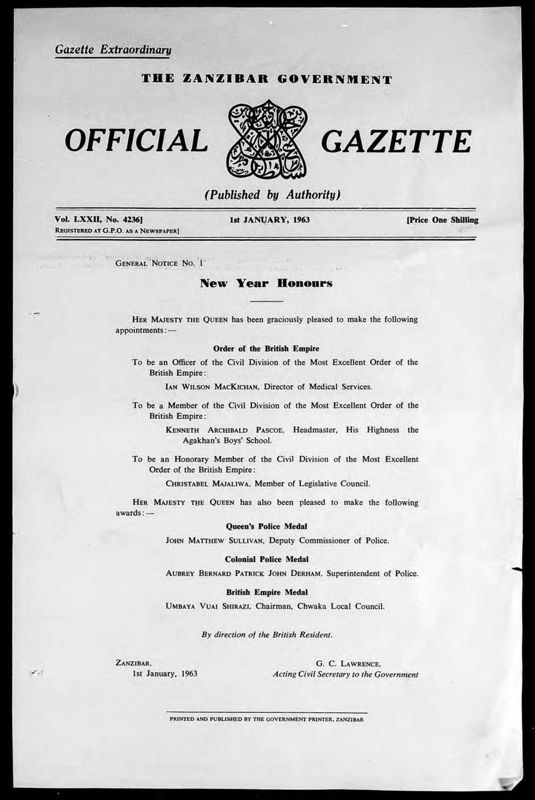 Gazette Extraordinary
THE ZANZIBAR GOVERNMENT
OFFICIAL GAZETTE
(Published by Authority)
Vol. LXXII, No. 4236] 1st JANUARY, 1963 [Price One Shilling
REGISTERED AT G.P.O. AS A NEWSPAPER]
GENERAL NOTICE NO. 1
New Year Honours
HER MAJESTY THE QUEEN has been graciously pleased to make the following
appointments:—
Order of the British Empire
To be an Officer of the Civil Division of the Most Excellent Order of the
British Empire:
IAN WILSON MACKICHAN, Director of Medical Services.
To be a Member of the Civil Division of the Most Excellent Order of the
British Empire:
KENNETH ARCHIBALD PASCOE, Headmaster, His Highness the
Agakhan's Boys' School.
To be an Honorary Member of the Civil Division of the Most Excellent
Order of the British Empire:
CHRISTABEL MAJALIWA, Member of Legislative Council.
HER MAJESTY THE QUEEN has also been pleased to make the following
awards:—
Queen's Police Medal
JOHN MATTHEW SULLIVAN, Deputy Commissioner of Police.
Colonial Police Medal
AUBREY BERNARD PATRICK JOHN DERHAM, Superintendent of Police.
British Empire Medal
UMBAYA VUAI SHIRAZI, Chairman, Chwaka Local Council.
By direction of the British Resident.
ZANZIBAR, G. C. LAWRENCE,
1st January, 1963 Acting Civil Secretary to the Government
PRINTED AND PUBLISHED BY THE GOVERNMENT PRINTER, ZANZIBAR